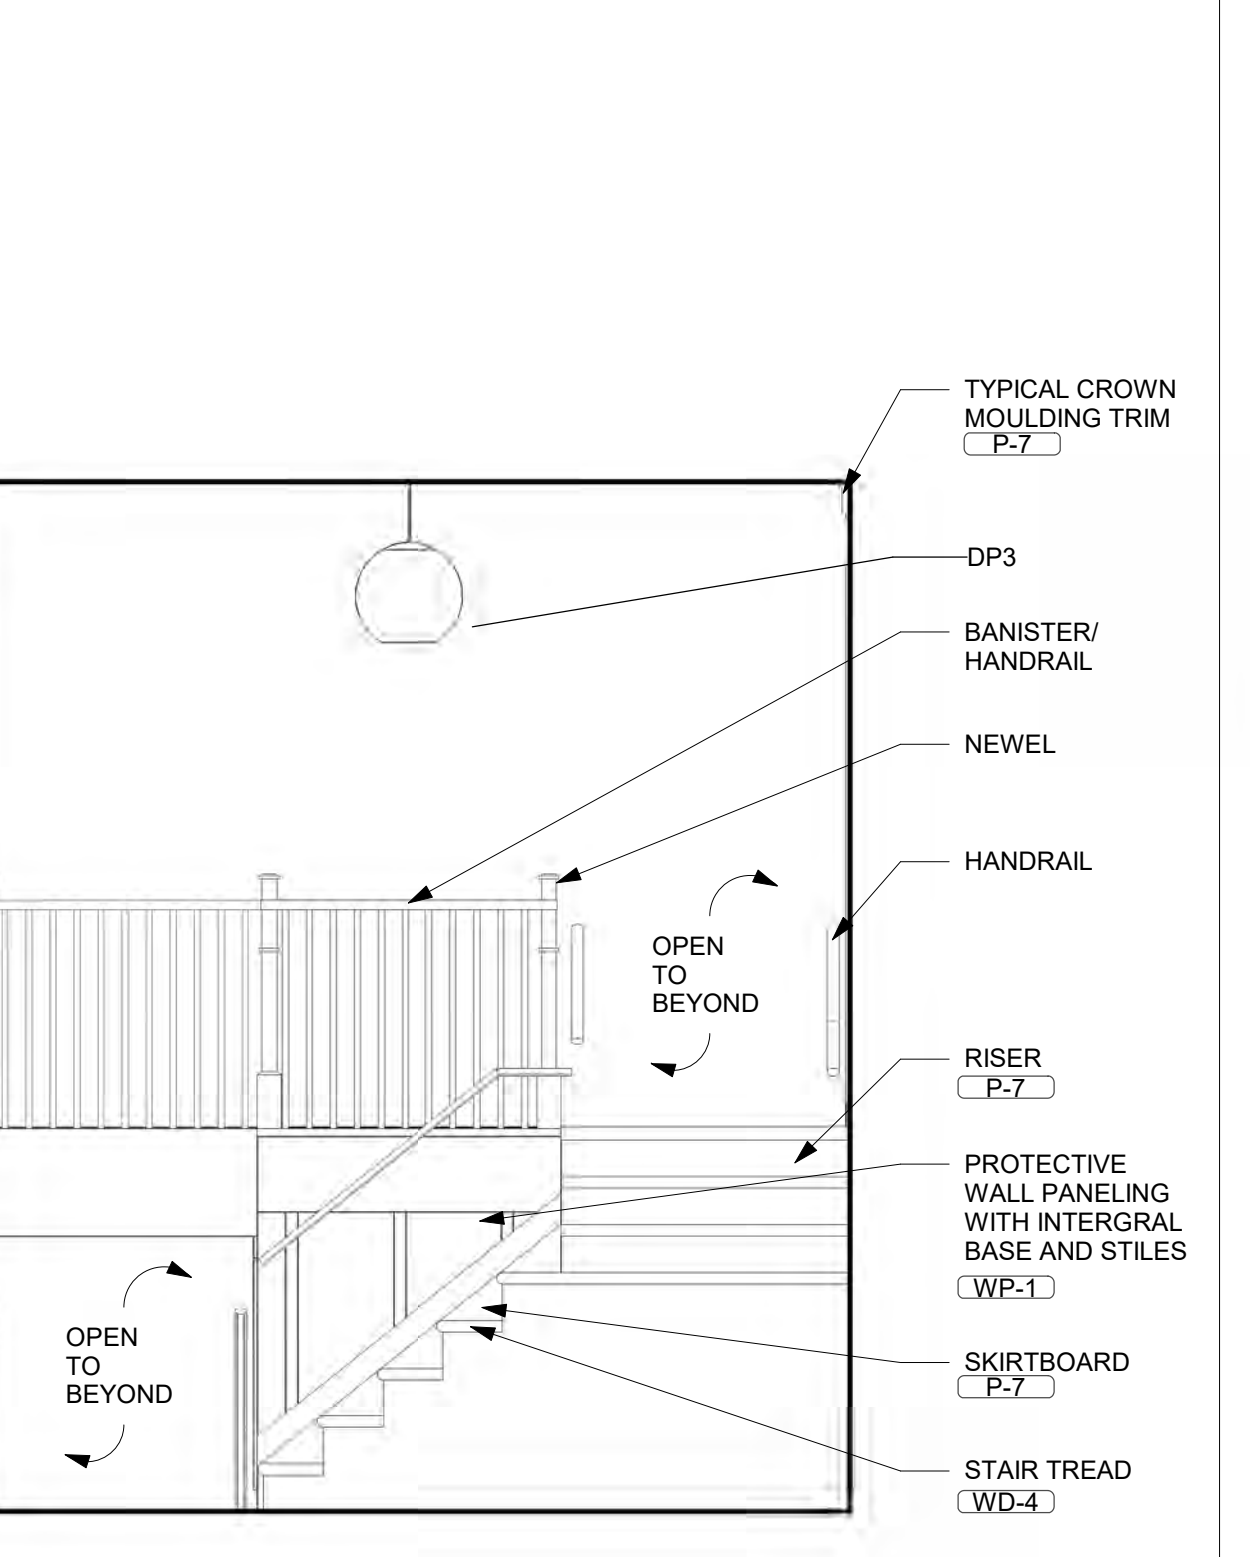 TYPICAL CROWN
MOULDING TRIM
P-7
DP3
BANISTER/
HANDRAIL
NEWEL
HANDRAIL
OPEN
TO
BEYOND
RISER
P-7
PROTECTIVE
WALL PANELING
WITH INTERGRAL
BASE AND STILES
WP-1
OPEN
TO
BEYOND
SKIRTBOARD
P-7
STAIR TREAD
WD-4